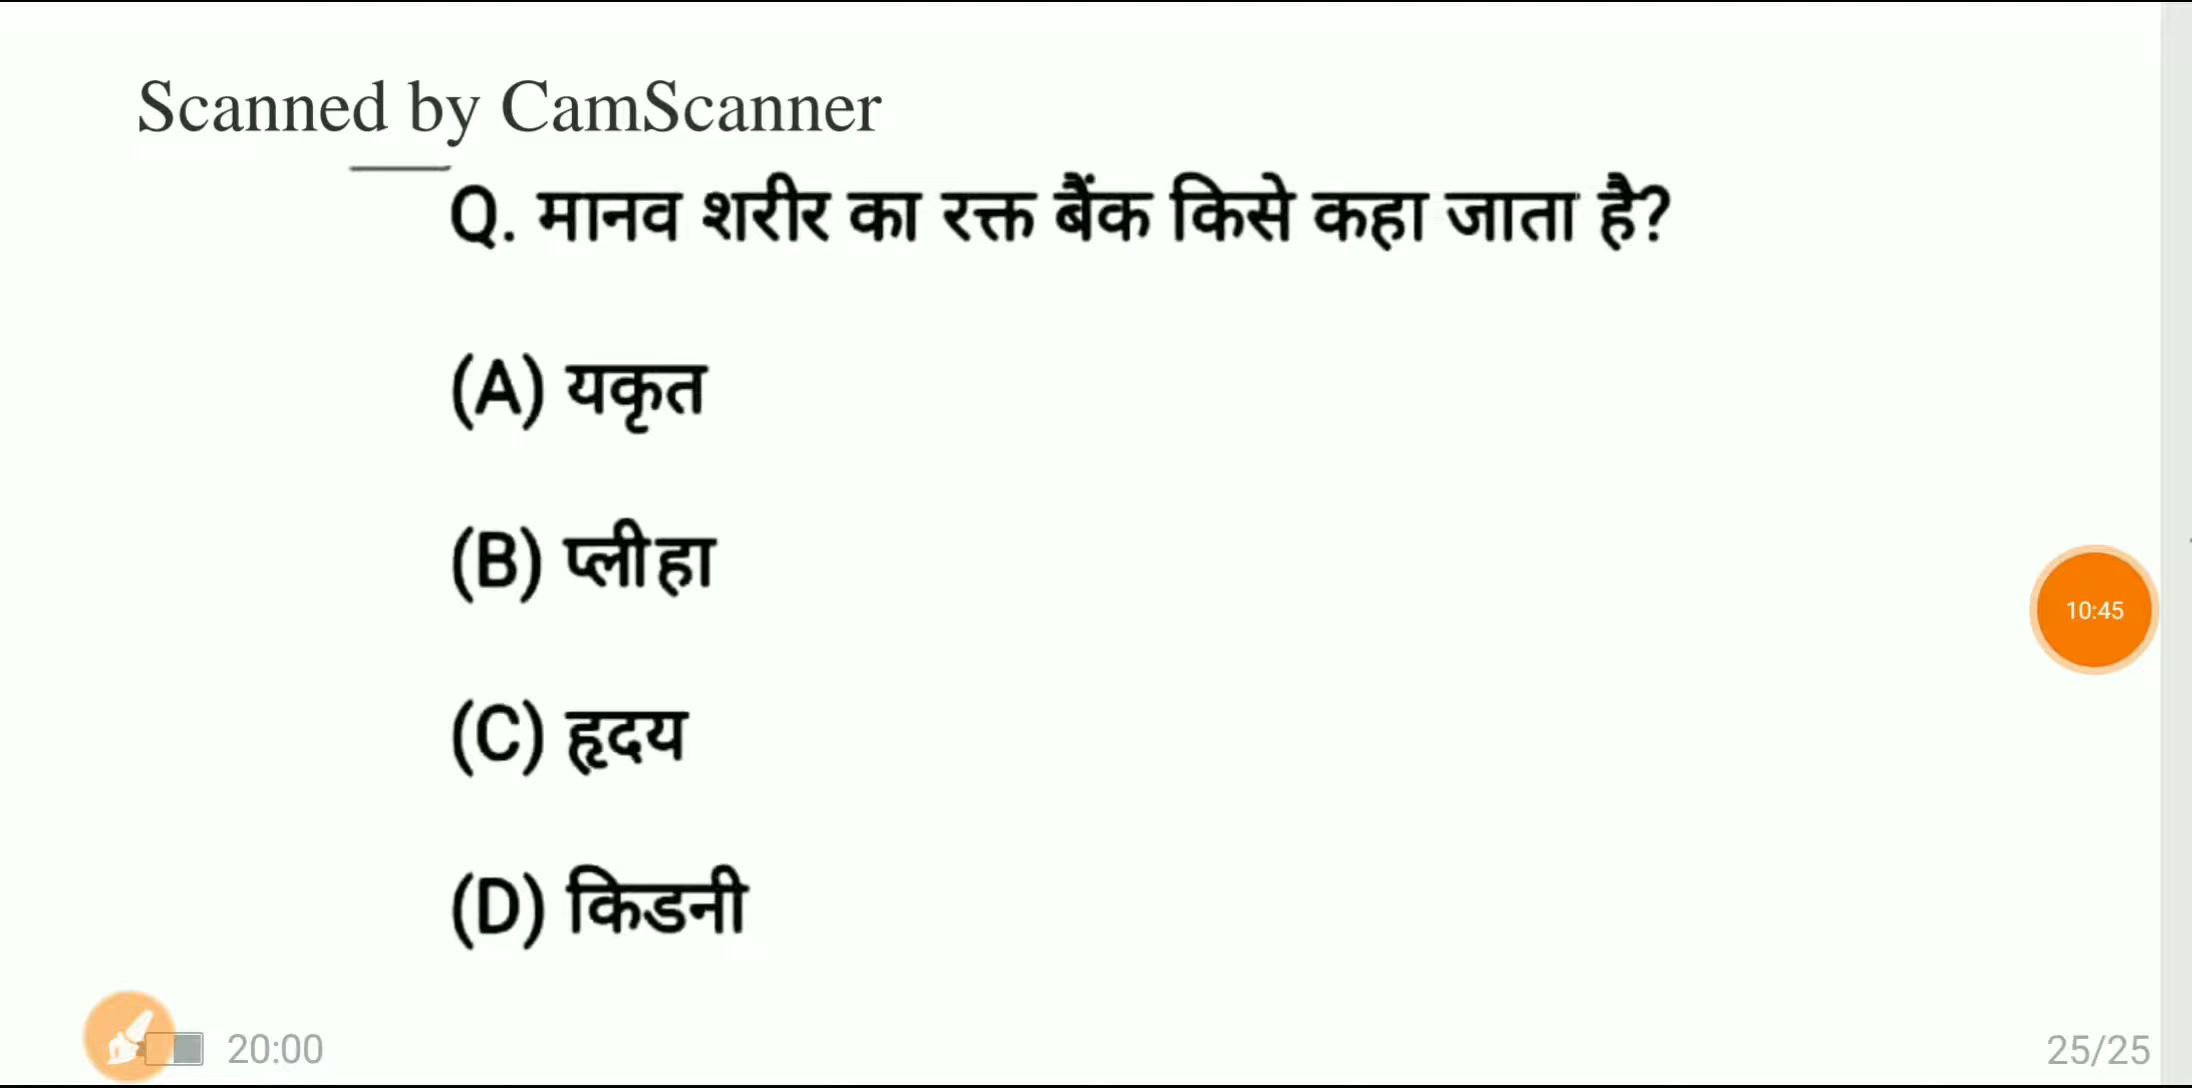 Scanned by CamScanner
Q. मानव शरीर का रक्त बैंक किसे कहा जाता है?
(A) यकृत
(B) प्लीहा
(C) हृदय
(D) किडनी
10:45
20:00
25/25